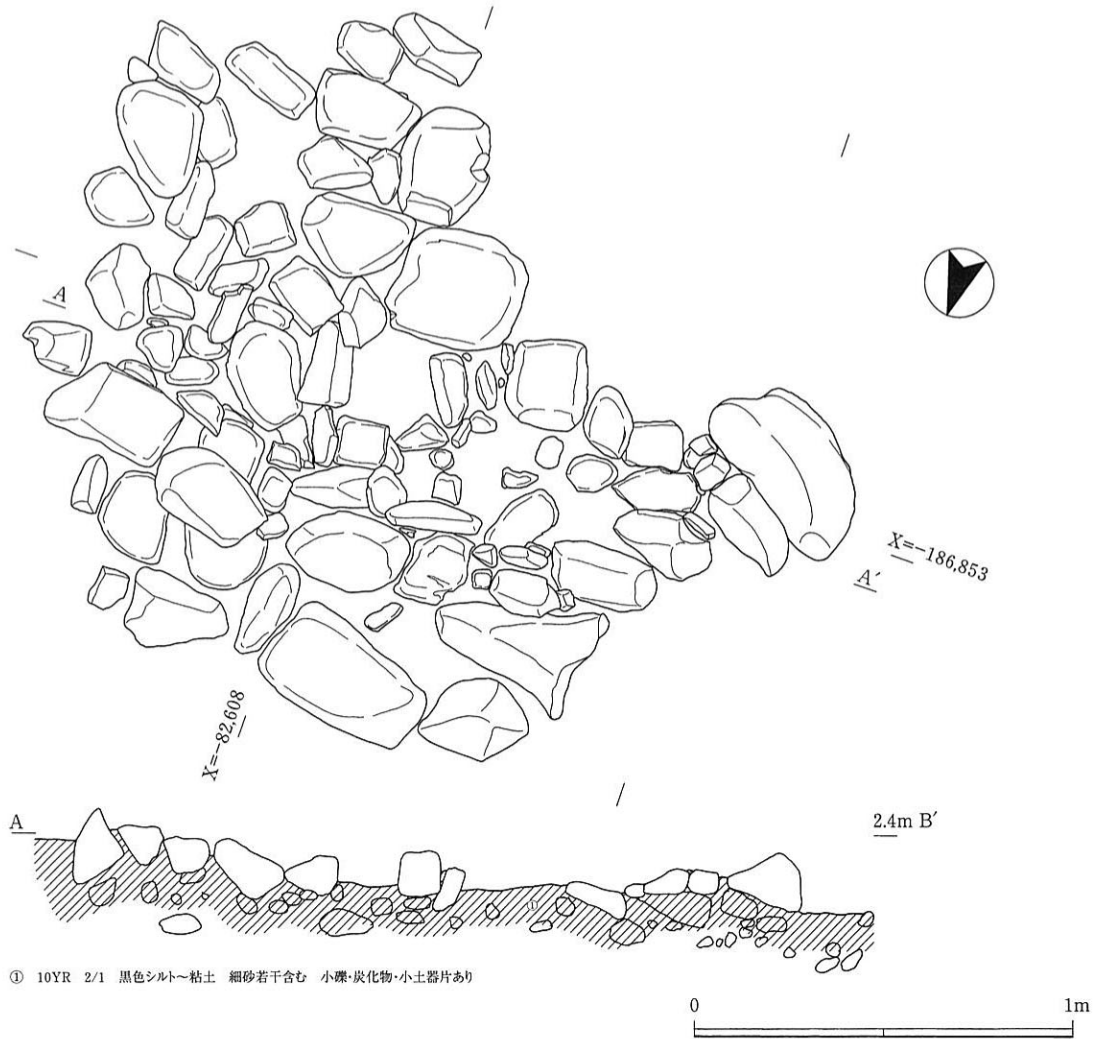 A
X=-186,853
A′
X=-82,608
A
2.4m B′
①
① 10YR 2/1 黒色シルト~粘土 細砂若干含む 小礫・炭化物・小土器片あり
0 1m